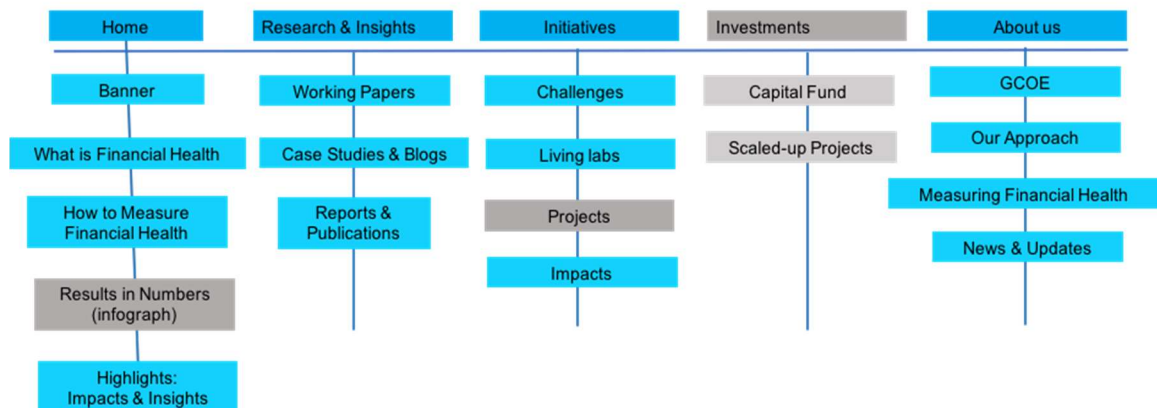 Home
Research & Insights
Initiatives
Investments
About us
Banner
What is Financial Health
How to Measure
Financial Health
Results in Numbers
(infograph)
Highlights:
Impacts & Insights
Working Papers
Case Studies & Blogs
Reports &
Publications
Challenges
Living labs
Projects
Impacts
Capital Fund
Scaled-up Projects
GCOE
Our Approach
Measuring Financial Health
News & Updates